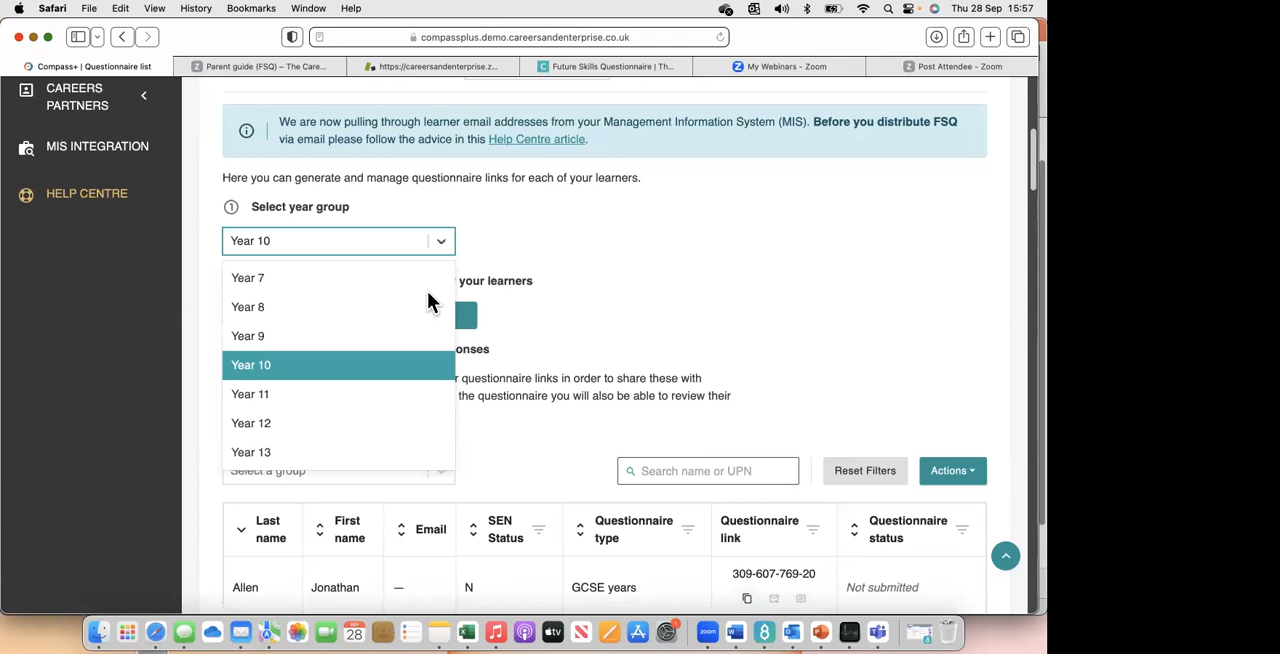 Safari File Edit View History Bookmarks Window Help Thu 28 Sep 15:57
compassplus.demo.careersandenterprise.co.uk
Compass+ | Questionnaire list
Parent guide (FSQ) – The Care...
https://careersandenterprise.z...
Future Skills Questionnaire | Th...
My Webinars - Zoom
Post Attendee - Zoom
CAREERS
PARTNERS
MIS INTEGRATION
HELP CENTRE
We are now pulling through learner email addresses from your Management Information System (MIS). Before you distribute FSQ
via email please follow the advice in this Help Centre article.
Here you can generate and manage questionnaire links for each of your learners.
1 Select year group
Year 10
Year 7
Year 8
Year 9
Year 10
Year 11
Year 12
Year 13
your learners
onses
r questionnaire links in order to share these with
the questionnaire you will also be able to review their
Select a group
Search name or UPN
Reset Filters
Actions
Last name
First name
Email
SEN Status
Questionnaire type
Questionnaire link
Questionnaire status
Allen Jonathan — N GCSE years 309-607-769-20 Not submitted
SEP
28
tv
zoom